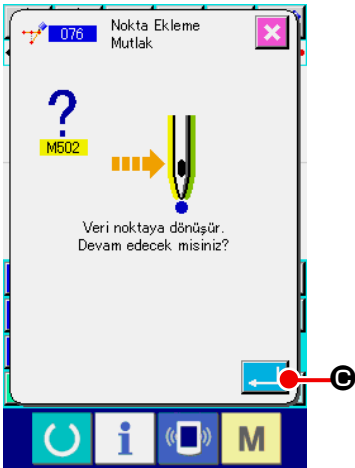 076 Nokta Ekleme
Mutlak
?
M502
Veri noktaya dönüşür.
Devam edecek misiniz?
C
i
M